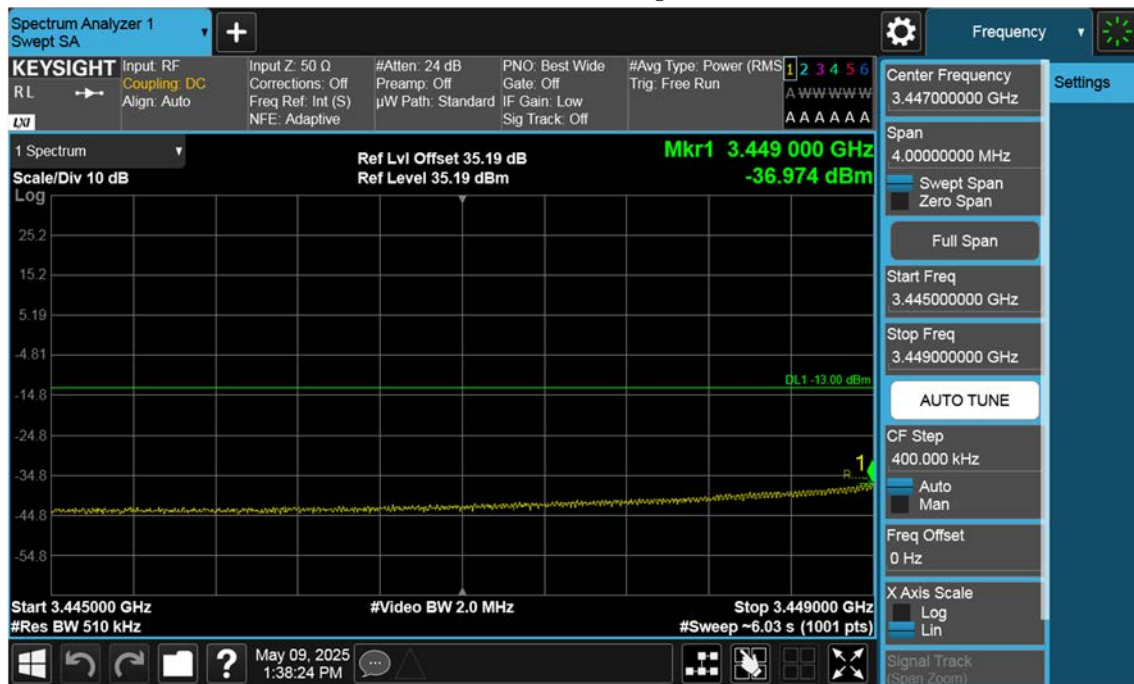 Spectrum Analyzer 1
Swept SA
+
Frequency
KEYSIGHT
RL
LXI
Input: RF
Coupling: DC
Align: Auto
Input Z: 50 Ω
Corrections: Off
Freq Ref: Int (S)
NFE: Adaptive
#Atten: 24 dB
Preamp: Off
µW Path: Standard
PNO: Best Wide
Gate: Off
IF Gain: Low
Sig Track: Off
#Avg Type: Power (RMS
Trig: Free Run
1 2 3 4 5 6
A W W W W W
A A A A A A
1 Spectrum
Scale/Div 10 dB
Ref Lvl Offset 35.19 dB
Ref Level 35.19 dBm
Mkr1 3.449 000 GHz
-36.974 dBm
Log
25.2
15.2
5.19
-4.81
DL1 -13.00 dBm
-14.8
-24.8
1
-34.8
-44.8
-54.8
Start 3.445000 GHz
#Res BW 510 kHz
#Video BW 2.0 MHz
Stop 3.449000 GHz
#Sweep ~6.03 s (1001 pts)
Center Frequency
3.447000000 GHz
Span
4.00000000 MHz
Swept Span
Zero Span
Full Span
Start Freq
3.445000000 GHz
Stop Freq
3.449000000 GHz
AUTO TUNE
CF Step
400.000 kHz
Auto
Man
Freq Offset
0 Hz
X Axis Scale
Log
Lin
Signal Track
(Span Zoom)
Settings
?
May 09, 2025
1:38:24 PM